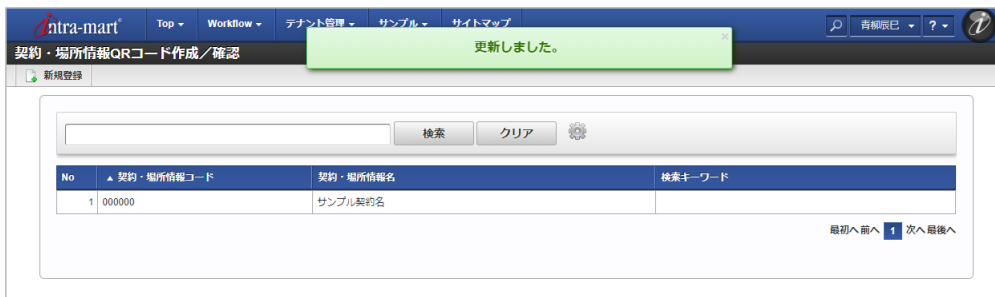 intra-mart® Top Workflow テナント管理 サンプル サイトマップ 青柳辰巳 ?
契約・場所情報QRコード作成／確認
更新しました。 ×
新規登録
検索 クリア
No ▲ 契約・場所情報コード 契約・場所情報名 検索キーワード
1 000000 サンプル契約名
最初へ 前へ 1 次へ 最後へ